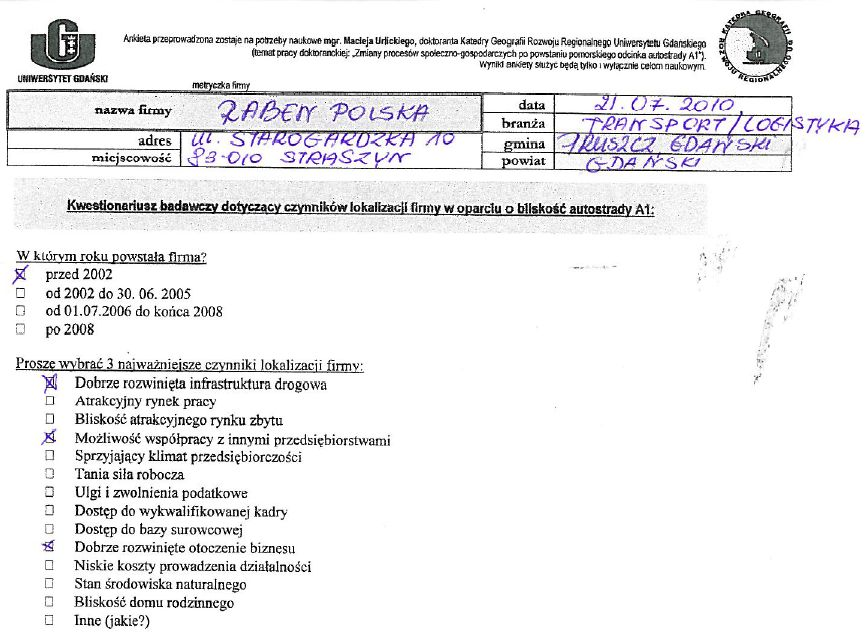 Ankieta przeprowadzona zostaje na potrzeby naukowe mgr. Macieja Urlickiego, doktoranta Katedry Geografii Rozwoju Regionalnego Uniwersytetu Gdańskiego
(temat pracy doktoranckiej: „Zmiany procesów społeczno-gospodarczych po powstaniu pomorskiego odcinka autostrady A1").
Wyniki ankiety służyć będą tylko i wyłącznie celom naukowym.
UNIWERSYTET GDAŃSKI
KATEDRA GEOGRAFII ROZWOJU REGIONALNEGO
metryczka firmy
nazwa firmy RABEN POLSKA data 21.07.2010
branża TRANSPORT/LOGISTYKA
adres UL. STAROGARDZKA 10 gmina PRUSZCZ GDAŃSKI
miejscowość 83-010 STRASZYN powiat GDAŃSKI
Kwestionariusz badawczy dotyczący czynników lokalizacji firmy w oparciu o bliskość autostrady A1:
W którym roku powstała firma?
przed 2002
od 2002 do 30. 06. 2005
od 01.07.2006 do końca 2008
po 2008
Proszę wybrać 3 najważniejsze czynniki lokalizacji firmy:
Dobrze rozwinięta infrastruktura drogowa
Atrakcyjny rynek pracy
Bliskość atrakcyjnego rynku zbytu
Możliwość współpracy z innymi przedsiębiorstwami
Sprzyjający klimat przedsiębiorczości
Tania siła robocza
Ulgi i zwolnienia podatkowe
Dostęp do wykwalifikowanej kadry
Dostęp do bazy surowcowej
Dobrze rozwinięte otoczenie biznesu
Niskie koszty prowadzenia działalności
Stan środowiska naturalnego
Bliskość domu rodzinnego
Inne (jakie?)